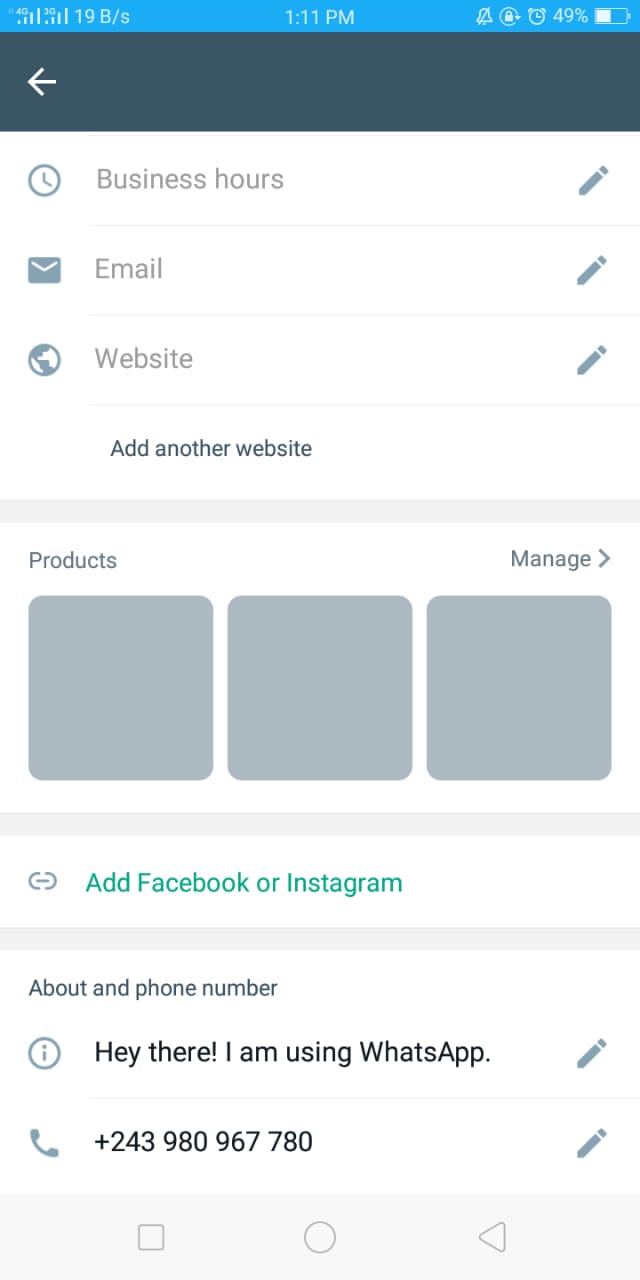 4G 3G 19 B/s 1:11 PM 49%
Business hours
Email
Website
Add another website
Products Manage
Add Facebook or Instagram
About and phone number
Hey there! I am using WhatsApp.
+243 980 967 780